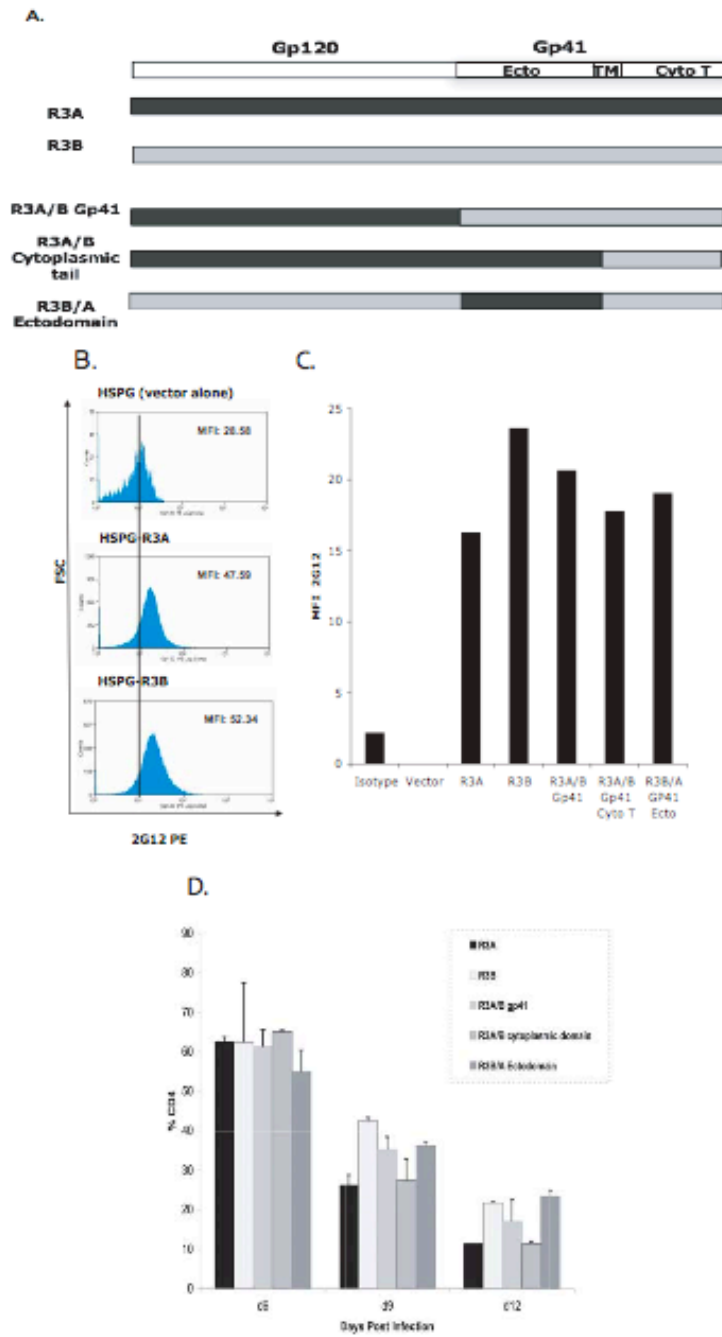 A.
Gp120
Gp41
Ecto
TM
Cyto T
R3A
R3B
R3A/B Gp41
R3A/B
Cytoplasmic
tail
R3B/A
Ectodomain
B.
HSPG (vector alone)
MFI: 28.58
HSPG-R3A
MFI: 47.59
HSPG-R3B
MFI: 52.34
FSC
2G12 PE
C.
25
20
15
10
5
0
MFI 2G12
Isotype
Vector
R3A
R3B
R3A/B
Gp41
R3A/B
Gp41
Cyto T
R3B/A
GP41
Ecto
D.
90
80
70
60
50
40
30
20
10
0
% CD4
R3A
R3B
R3A/B gp41
R3A/B cytoplasmic domain
R3B/A Ectodomain
d9
d12
Days Post Infection